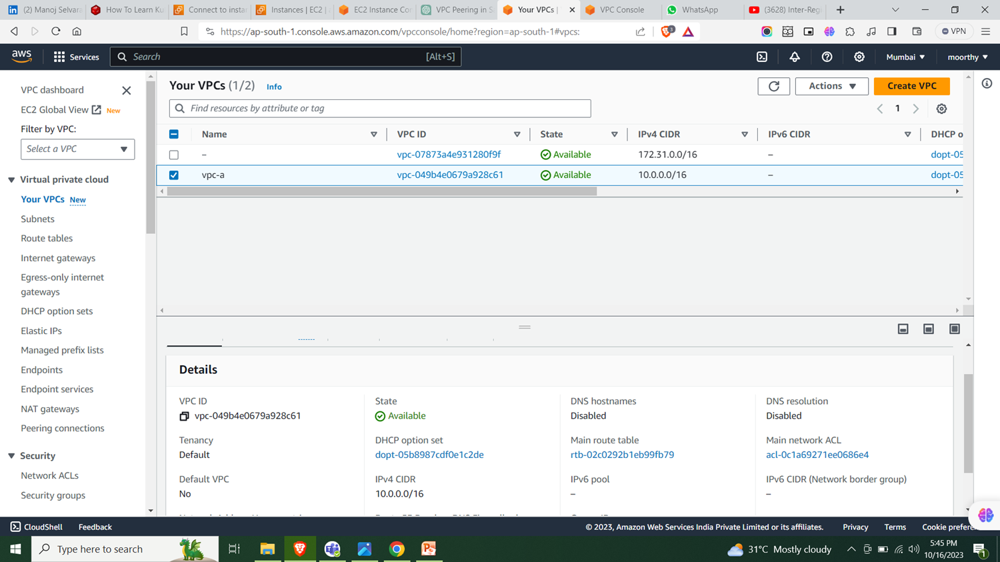 (2) Manoj Selvara
How To Learn Ku
Connect to insta
Instances | EC2 |
EC2 Instance Con
VPC Peering in S
Your VPCs |
VPC Console
WhatsApp
(3628) Inter-Regi
https://ap-south-1.console.aws.amazon.com/vpcconsole/home?region=ap-south-1#vpcs:
3
VPN
aws
Services
Search
[Alt+S]
Mumbai
moorthy
VPC dashboard
EC2 Global View
New
Filter by VPC:
Select a VPC
Virtual private cloud
Your VPCs New
Subnets
Route tables
Internet gateways
Egress-only internet
gateways
DHCP option sets
Elastic IPs
Managed prefix lists
Endpoints
Endpoint services
NAT gateways
Peering connections
Security
Network ACLs
Security groups
Your VPCs (1/2) Info
Actions
Create VPC
Find resources by attribute or tag
1
Name VPC ID State IPv4 CIDR IPv6 CIDR DHCP o
– vpc-07873a4e931280f9f Available 172.31.0.0/16 – dopt-05
vpc-a vpc-049b4e0679a928c61 Available 10.0.0.0/16 – dopt-05
Details
VPC ID State DNS hostnames DNS resolution
vpc-049b4e0679a928c61 Available Disabled Disabled
Tenancy DHCP option set Main route table Main network ACL
Default dopt-05b8987cdf0e1c2de rtb-02c0292b1eb99fb79 acl-0c1a69271ee0686e4
Default VPC IPv4 CIDR IPv6 pool IPv6 CIDR (Network border group)
No 10.0.0.0/16 – –
CloudShell Feedback
© 2023, Amazon Web Services India Private Limited or its affiliates. Privacy Terms Cookie prefere
Type here to search
31°C Mostly cloudy
5:45 PM
10/16/2023
1